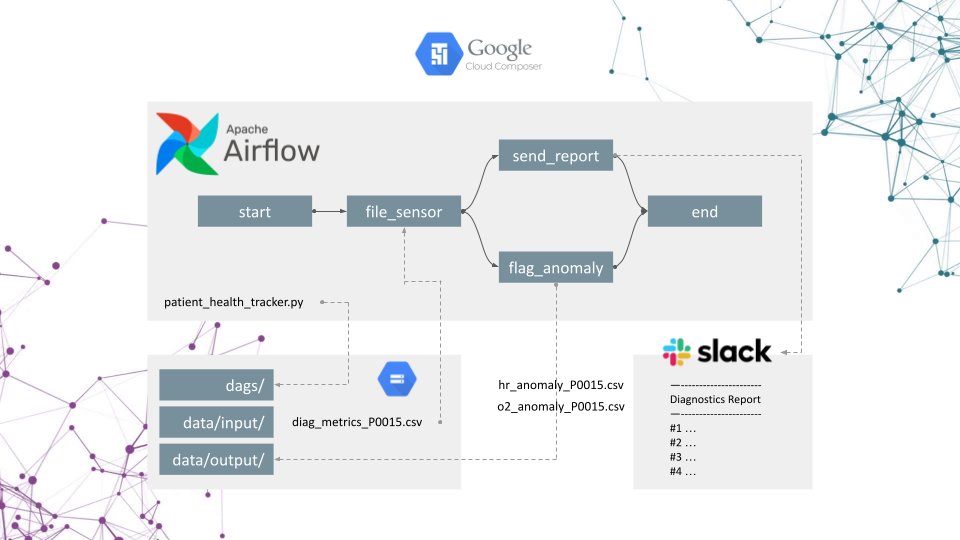 Google
Cloud Composer
Apache
Airflow
send_report
start
file_sensor
end
flag_anomaly
patient_health_tracker.py
slack
dags/
hr_anomaly_P0015.csv
—----------------------
Diagnostics Report
—----------------------
o2_anomaly_P0015.csv
data/input/
diag_metrics_P0015.csv
#1 ...
#2 ...
data/output/
#3 ...
#4 ...